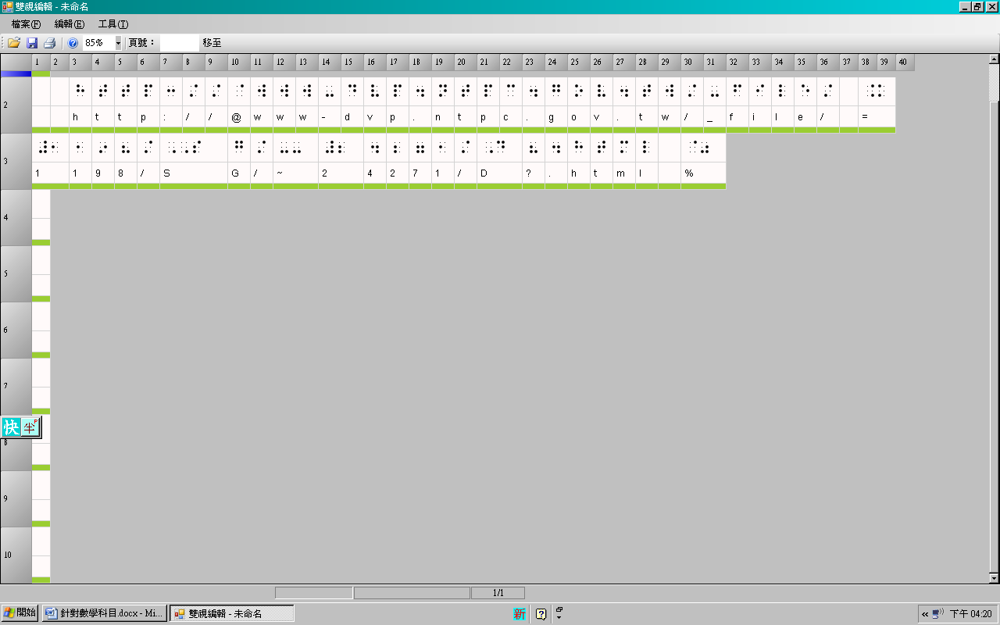 雙視編輯 - 未命名
檔案(F) 編輯(E) 工具(T)
85% 頁號： 移至
1 2 3 4 5 6 7 8 9 10 11 12 13 14 15 16 17 18 19 20 21 22 23 24 25 26 27 28 29 30 31 32 33 34 35 36 37 38 39 40
2
⠓ ⠞ ⠞ ⠏ ⠒ ⠌ ⠌ ⠈ ⠺ ⠺ ⠺ ⠤ ⠙ ⠧ ⠏ ⠲ ⠝ ⠞ ⠏ ⠉ ⠲ ⠛ ⠕ ⠧ ⠲ ⠞ ⠺ ⠌ ⠤ ⠋ ⠊ ⠇ ⠑ ⠌ ⠨⠅
h t t p : / / @ w w w - d v p . n t p c . g o v . t w / _ f i l e / =
3
⠼⠂ ⠂ ⠔ ⠦ ⠌ ⠠⠠⠎ ⠛ ⠌ ⠤⠤ ⠼⠆ ⠲ ⠆ ⠶ ⠂ ⠌ ⠠⠙ ⠦ ⠲ ⠓ ⠞ ⠍ ⠇ ⠈⠴
1 1 9 8 / S G / ~ 2 4 2 7 1 / D ? . h t m l %
4
5
6
7
快 半 P
8
9
10
1/1
開始 針對數學科目.docx - Mi... 雙視編輯 - 未命名 新 下午 04:20